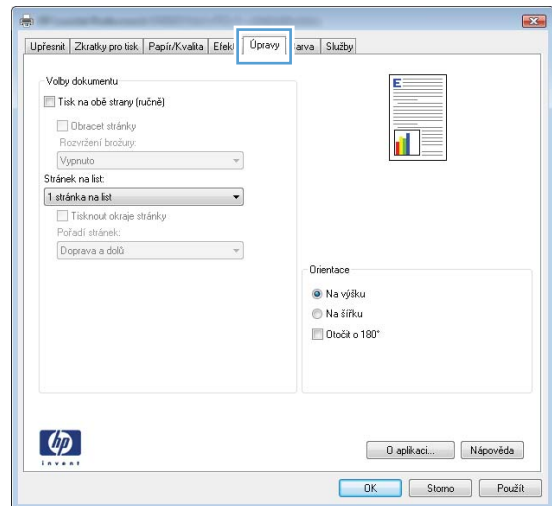 Upřesnit Zkratky pro tisk Papír/Kvalita Efek Úpravy arva Služby
Volby dokumentu
Tisk na obě strany (ručně)
Obracet stránky
Rozvržení brožury:
Vypnuto
Stránek na list:
1 stránka na list
Tisknout okraje stránky
Pořadí stránek:
Doprava a dolů
E
Orientace
Na výšku
Na šířku
Otočit o 180°
hp
invent
O aplikaci... Nápověda
OK Storno Použít